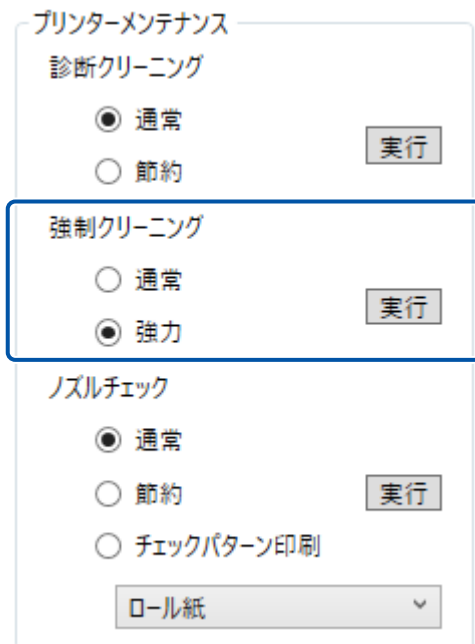 プリンターメンテナンス
診断クリーニング
通常
実行
節約
強制クリーニング
通常
実行
強力
ノズルチェック
通常
節約
実行
チェックパターン印刷
ロール紙